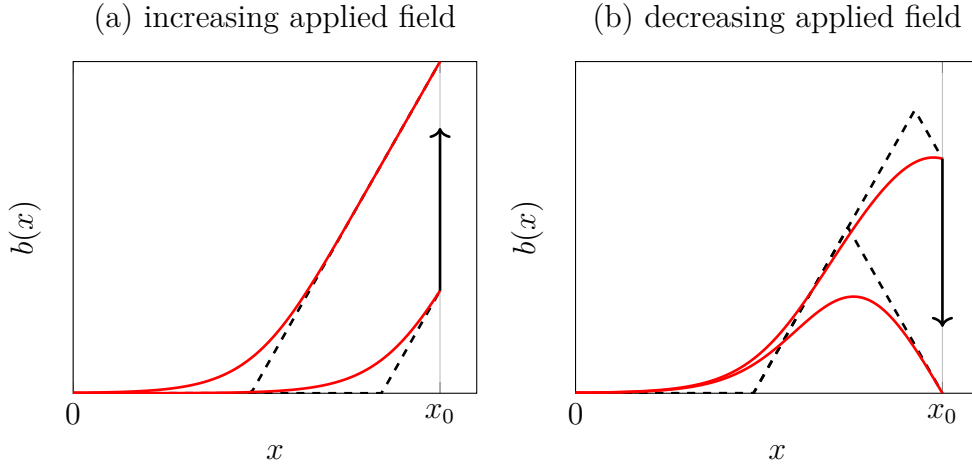 (a) increasing applied field
b(x)
0
x₀
x
(b) decreasing applied field
b(x)
0
x₀
x